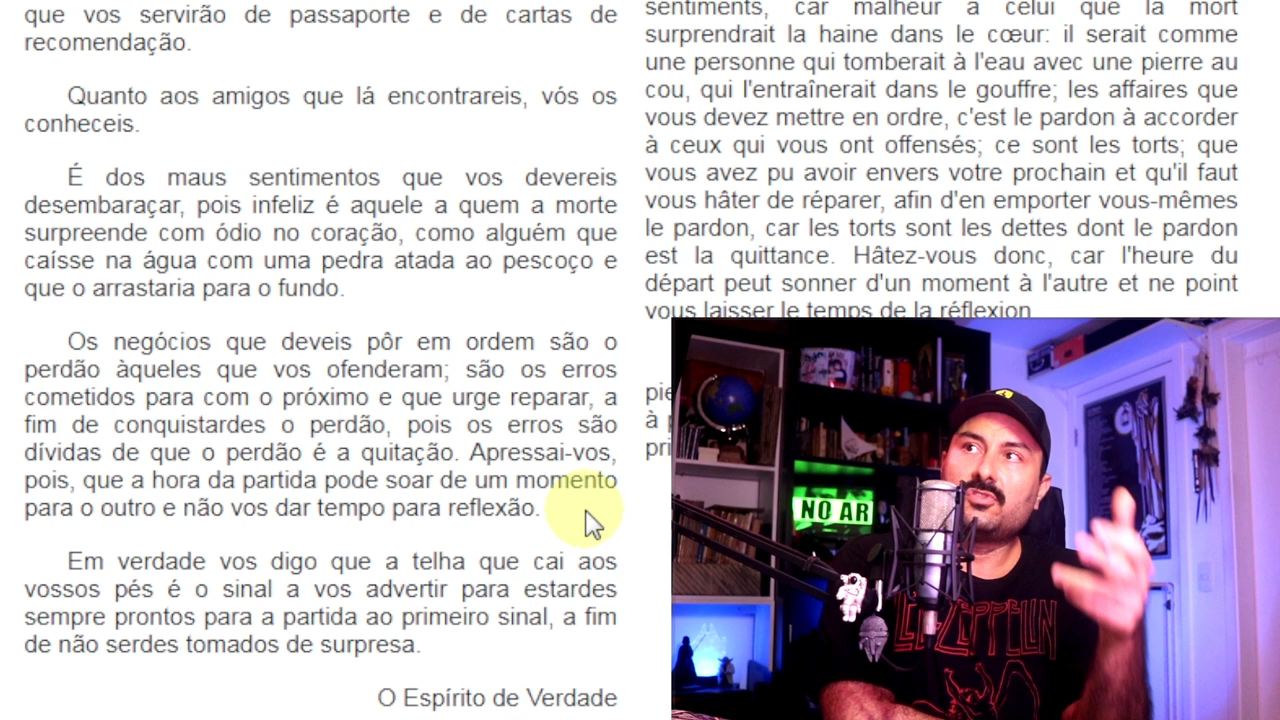 que vos servirão de passaporte e de cartas de
recomendação.
Quanto aos amigos que lá encontrareis, vós os
conheceis.
É dos maus sentimentos que vos devereis
desembaraçar, pois infeliz é aquele a quem a morte
surpreende com ódio no coração, como alguém que
caísse na água com uma pedra atada ao pescoço e
que o arrastaria para o fundo.
Os negócios que deveis pôr em ordem são o
perdão àqueles que vos ofenderam; são os erros
cometidos para com o próximo e que urge reparar, a
fim de conquistardes o perdão, pois os erros são
dívidas de que o perdão é a quitação. Apressai-vos,
pois, que a hora da partida pode soar de um momento
para o outro e não vos dar tempo para reflexão.
Em verdade vos digo que a telha que cai aos
vossos pés é o sinal a vos advertir para estardes
sempre prontos para a partida ao primeiro sinal, a fim
de não serdes tomados de surpresa.
O Espírito de Verdade
sentiments, car malheur à celui que la mort
surprendrait la haine dans le cœur: il serait comme
une personne qui tomberait à l'eau avec une pierre au
cou, qui l'entraînerait dans le gouffre; les affaires que
vous devez mettre en ordre, c'est le pardon à accorder
à ceux qui vous ont offensés; ce sont les torts; que
vous avez pu avoir envers votre prochain et qu'il faut
vous hâter de réparer, afin d'en emporter vous-mêmes
le pardon, car les torts sont les dettes dont le pardon
est la quittance. Hâtez-vous donc, car l'heure du
départ peut sonner d'un moment à l'autre et ne point
vous laisser le temps de la réflexion
pie
à
pri
NO AR
LED ZEPPELIN